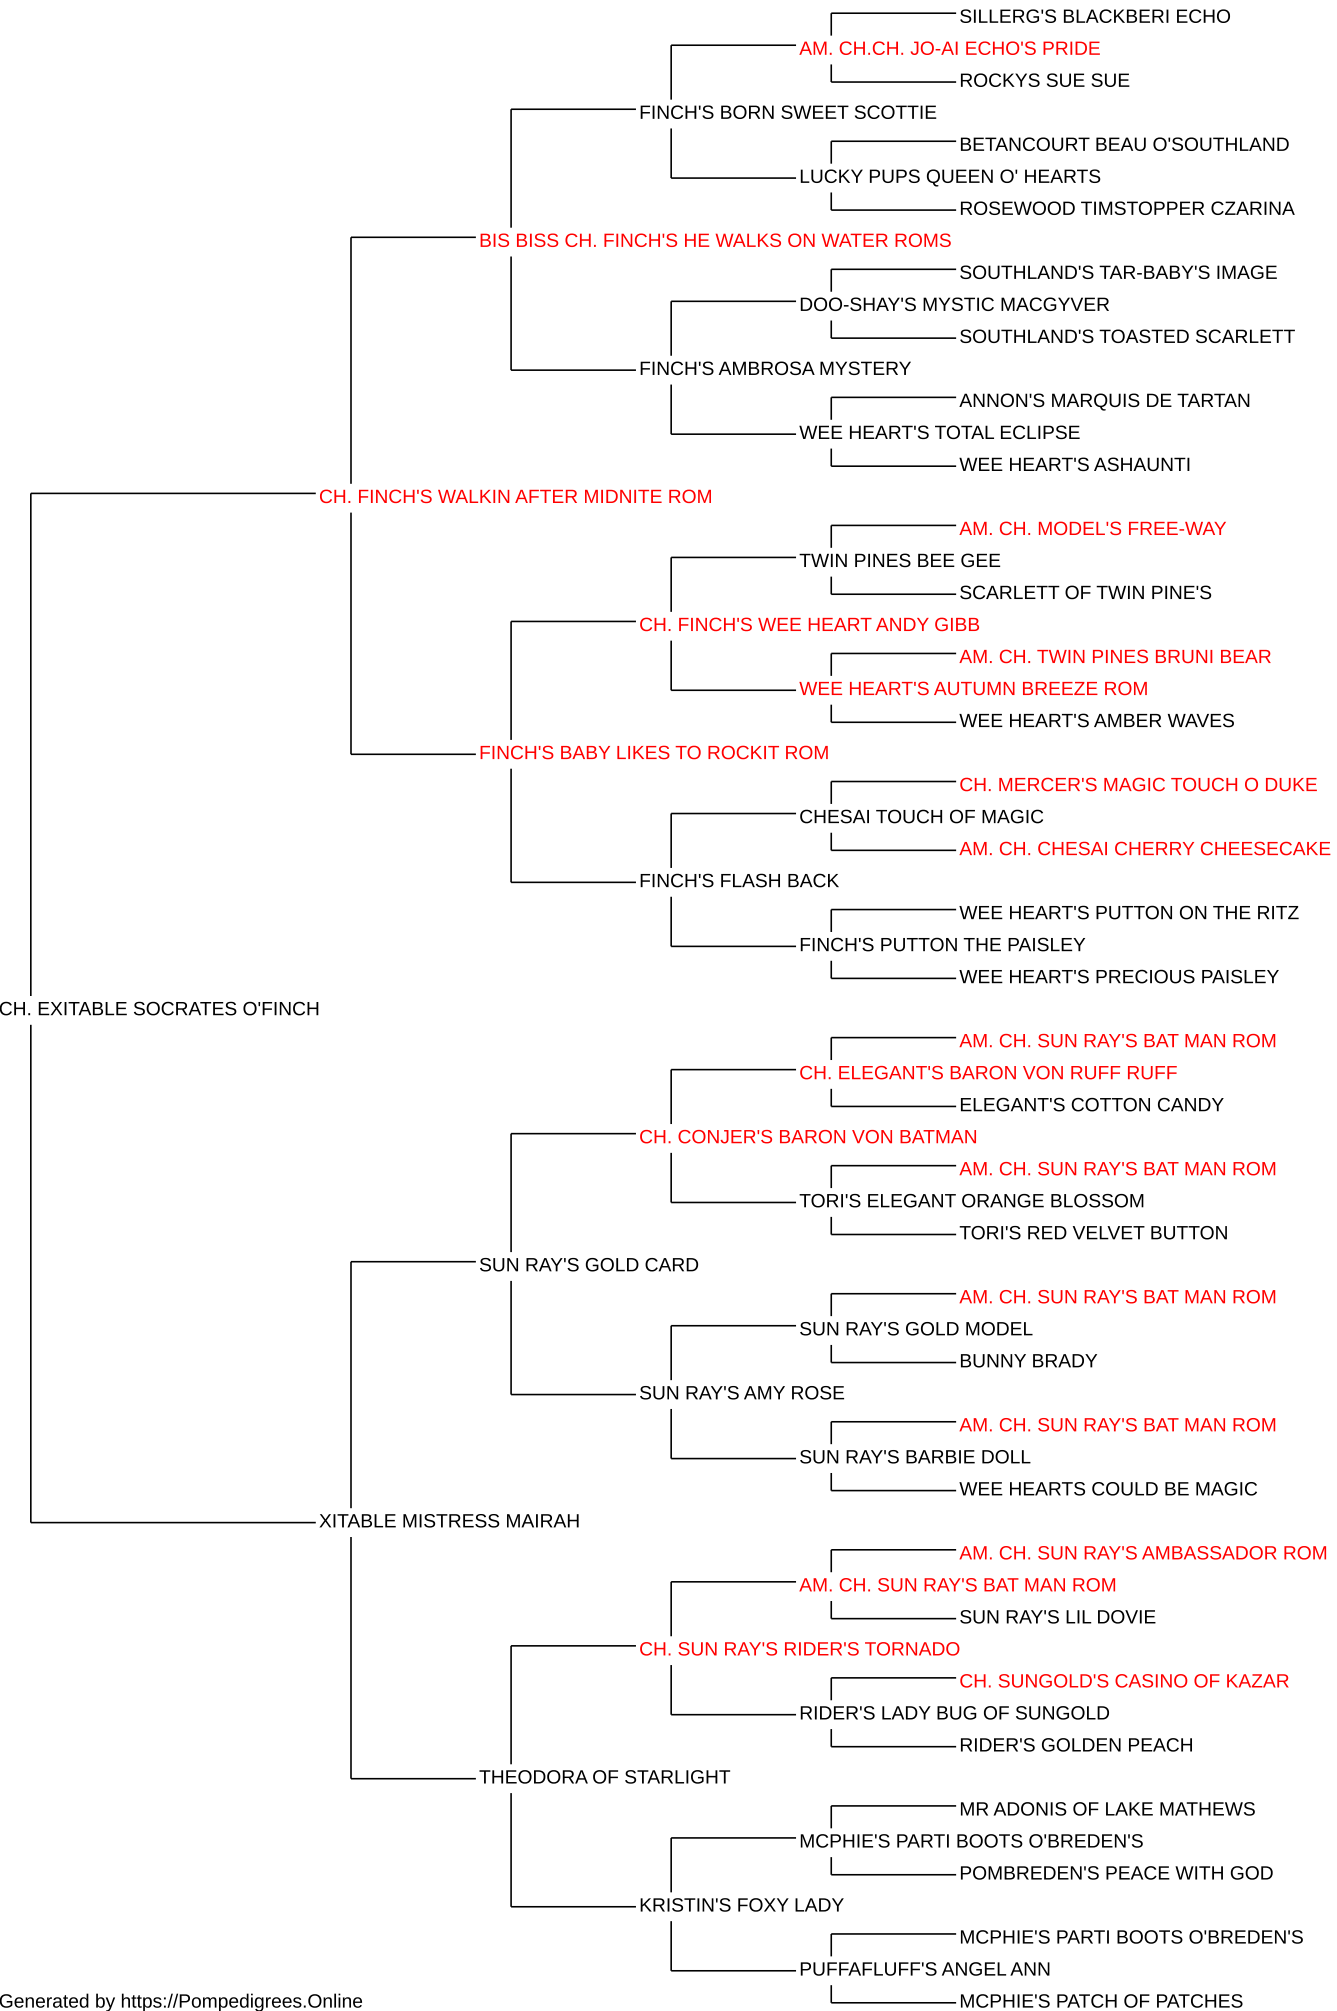 SILLERG'S BLACKBERI ECHO
AM. CH.CH. JO-AI ECHO'S PRIDE
ROCKYS SUE SUE
FINCH'S BORN SWEET SCOTTIE
BETANCOURT BEAU O'SOUTHLAND
LUCKY PUPS QUEEN O' HEARTS
ROSEWOOD TIMSTOPPER CZARINA
BIS BISS CH. FINCH'S HE WALKS ON WATER ROMS
SOUTHLAND'S TAR-BABY'S IMAGE
DOO-SHAY'S MYSTIC MACGYVER
SOUTHLAND'S TOASTED SCARLETT
FINCH'S AMBROSA MYSTERY
ANNON'S MARQUIS DE TARTAN
WEE HEART'S TOTAL ECLIPSE
WEE HEART'S ASHAUNTI
CH. FINCH'S WALKIN AFTER MIDNITE ROM
AM. CH. MODEL'S FREE-WAY
TWIN PINES BEE GEE
SCARLETT OF TWIN PINE'S
CH. FINCH'S WEE HEART ANDY GIBB
AM. CH. TWIN PINES BRUNI BEAR
WEE HEART'S AUTUMN BREEZE ROM
WEE HEART'S AMBER WAVES
FINCH'S BABY LIKES TO ROCKIT ROM
CH. MERCER'S MAGIC TOUCH O DUKE
CHESAI TOUCH OF MAGIC
AM. CH. CHESAI CHERRY CHEESECAKE
FINCH'S FLASH BACK
WEE HEART'S PUTTON ON THE RITZ
FINCH'S PUTTON THE PAISLEY
WEE HEART'S PRECIOUS PAISLEY
CH. EXITABLE SOCRATES O'FINCH
AM. CH. SUN RAY'S BAT MAN ROM
CH. ELEGANT'S BARON VON RUFF RUFF
ELEGANT'S COTTON CANDY
CH. CONJER'S BARON VON BATMAN
AM. CH. SUN RAY'S BAT MAN ROM
TORI'S ELEGANT ORANGE BLOSSOM
TORI'S RED VELVET BUTTON
SUN RAY'S GOLD CARD
AM. CH. SUN RAY'S BAT MAN ROM
SUN RAY'S GOLD MODEL
BUNNY BRADY
SUN RAY'S AMY ROSE
AM. CH. SUN RAY'S BAT MAN ROM
SUN RAY'S BARBIE DOLL
WEE HEARTS COULD BE MAGIC
XITABLE MISTRESS MAIRAH
AM. CH. SUN RAY'S AMBASSADOR ROM
AM. CH. SUN RAY'S BAT MAN ROM
SUN RAY'S LIL DOVIE
CH. SUN RAY'S RIDER'S TORNADO
CH. SUNGOLD'S CASINO OF KAZAR
RIDER'S LADY BUG OF SUNGOLD
RIDER'S GOLDEN PEACH
THEODORA OF STARLIGHT
MR ADONIS OF LAKE MATHEWS
MCPHIE'S PARTI BOOTS O'BREDEN'S
POMBREDEN'S PEACE WITH GOD
KRISTIN'S FOXY LADY
MCPHIE'S PARTI BOOTS O'BREDEN'S
PUFFAFLUFF'S ANGEL ANN
MCPHIE'S PATCH OF PATCHES
Generated by https://Pompedigrees.Online